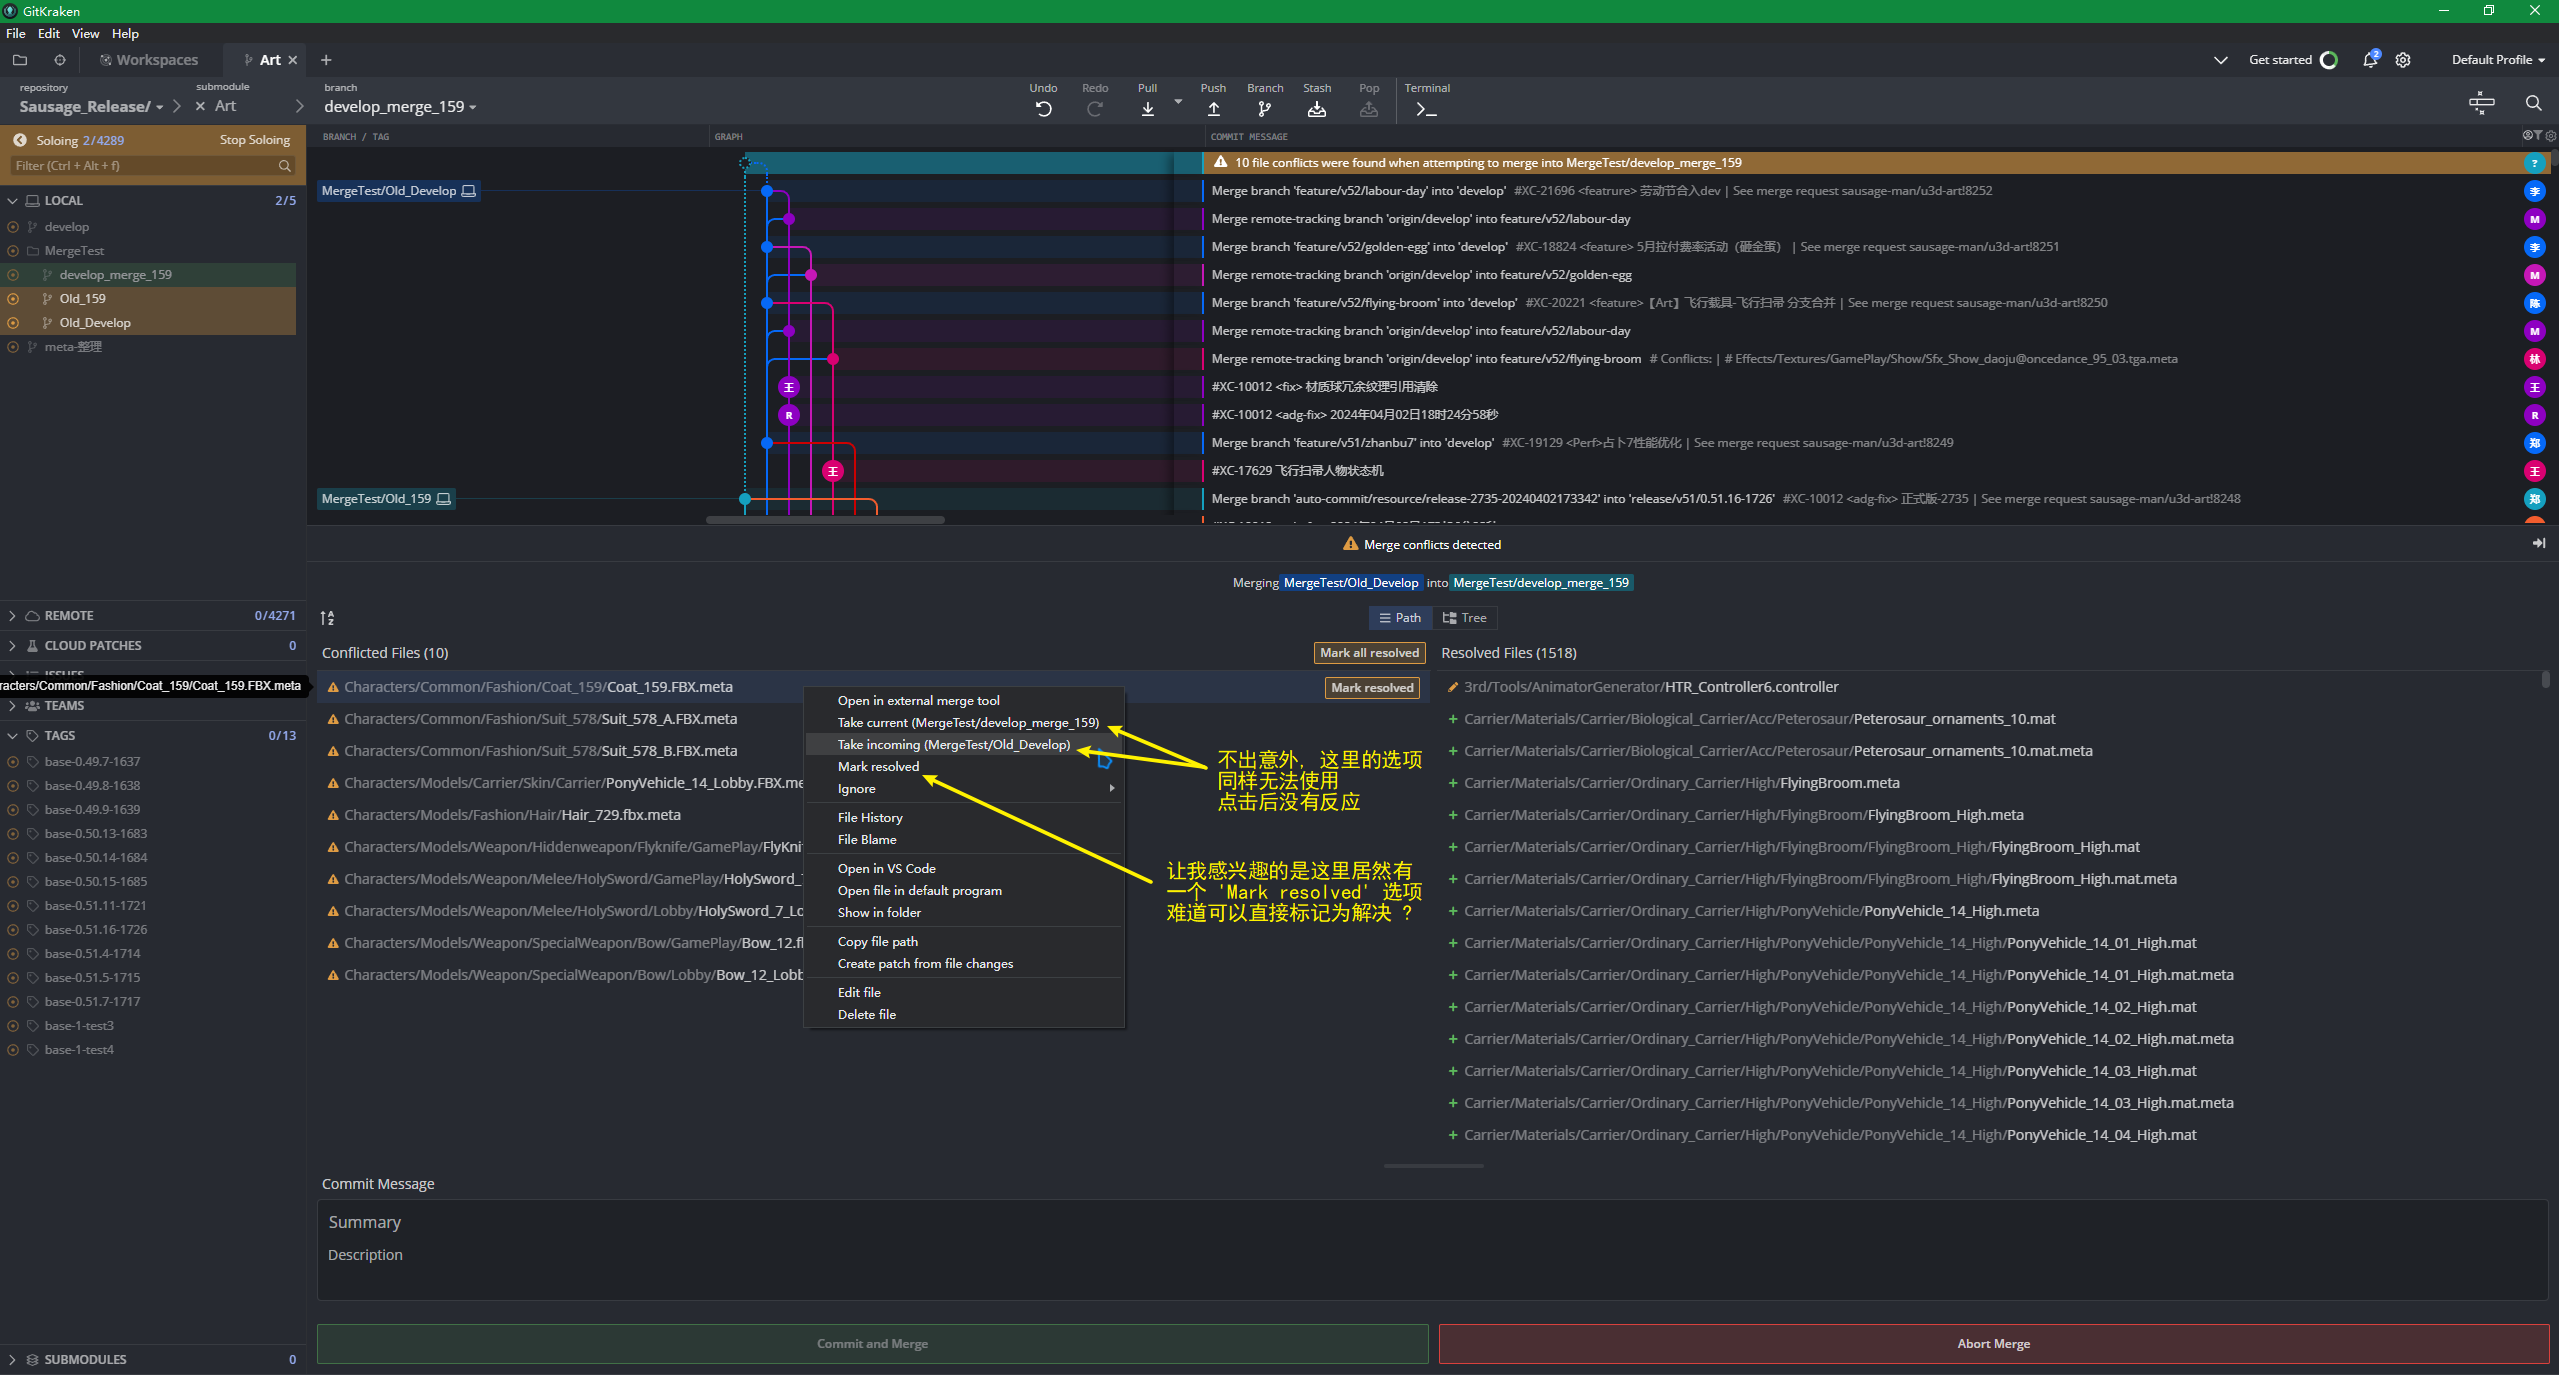 GitKraken
File Edit View Help
Workspaces
Art
Get started
2
Default Profile
repository
Sausage_Release/
submodule
Art
branch
develop_merge_159
Undo
Redo
Pull
Push
Branch
Stash
Pop
Terminal
Soloing 2/4289
Stop Soloing
Filter (Ctrl + Alt + f)
LOCAL 2/5
develop
MergeTest
develop_merge_159
Old_159
Old_Develop
meta-整理
REMOTE 0/4271
CLOUD PATCHES 0
ISSUES
racters/Common/Fashion/Coat_159/Coat_159.FBX.meta
TEAMS
TAGS 0/13
base-0.49.7-1637
base-0.49.8-1638
base-0.49.9-1639
base-0.50.13-1683
base-0.50.14-1684
base-0.50.15-1685
base-0.51.11-1721
base-0.51.16-1726
base-0.51.4-1714
base-0.51.5-1715
base-0.51.7-1717
base-1-test3
base-1-test4
SUBMODULES 0
BRANCH / TAG
GRAPH
COMMIT MESSAGE
10 file conflicts were found when attempting to merge into MergeTest/develop_merge_159 ?
MergeTest/Old_Develop
Merge branch 'feature/v52/labour-day' into 'develop' #XC-21696 <featrure> 劳动节合入dev | See merge request sausage-man/u3d-art!8252 李
Merge remote-tracking branch 'origin/develop' into feature/v52/labour-day M
Merge branch 'feature/v52/golden-egg' into 'develop' #XC-18824 <feature> 5月拉付费率活动（砸金蛋） | See merge request sausage-man/u3d-art!8251 李
Merge remote-tracking branch 'origin/develop' into feature/v52/golden-egg M
Merge branch 'feature/v52/flying-broom' into 'develop' #XC-20221 <feature>【Art】飞行载具-飞行扫帚 分支合并 | See merge request sausage-man/u3d-art!8250 陈
Merge remote-tracking branch 'origin/develop' into feature/v52/labour-day M
Merge remote-tracking branch 'origin/develop' into feature/v52/flying-broom # Conflicts: | # Effects/Textures/GamePlay/Show/Sfx_Show_daoju@oncedance_95_03.tga.meta 林
王 #XC-10012 <fix> 材质球冗余纹理引用清除 王
R #XC-10012 <adg-fix> 2024年04月02日18时24分58秒 R
Merge branch 'feature/v51/zhanbu7' into 'develop' #XC-19129 <Perf>占卜7性能优化 | See merge request sausage-man/u3d-art!8249 郑
王 #XC-17629 飞行扫帚人物状态机 王
MergeTest/Old_159
Merge branch 'auto-commit/resource/release-2735-20240402173342' into 'release/v51/0.51.16-1726' #XC-10012 <adg-fix> 正式版-2735 | See merge request sausage-man/u3d-art!8248 郑
Merge conflicts detected
Merging MergeTest/Old_Develop into MergeTest/develop_merge_159
Path
Tree
Conflicted Files (10)
Mark all resolved
Characters/Common/Fashion/Coat_159/Coat_159.FBX.meta
Mark resolved
Characters/Common/Fashion/Suit_578/Suit_578_A.FBX.meta
Characters/Common/Fashion/Suit_578/Suit_578_B.FBX.meta
Characters/Models/Carrier/Skin/Carrier/PonyVehicle_14_Lobby.FBX.me
Characters/Models/Fashion/Hair/Hair_729.fbx.meta
Characters/Models/Weapon/Hiddenweapon/Flyknife/GamePlay/FlyKni
Characters/Models/Weapon/Melee/HolySword/GamePlay/HolySword_
Characters/Models/Weapon/Melee/HolySword/Lobby/HolySword_7_Lo
Characters/Models/Weapon/SpecialWeapon/Bow/GamePlay/Bow_12.f
Characters/Models/Weapon/SpecialWeapon/Bow/Lobby/Bow_12_Lobb
Open in external merge tool
Take current (MergeTest/develop_merge_159)
Take incoming (MergeTest/Old_Develop)
Mark resolved
Ignore
File History
File Blame
Open in VS Code
Open file in default program
Show in folder
Copy file path
Create patch from file changes
Edit file
Delete file
不出意外，这里的选项
同样无法使用
点击后没有反应
让我感兴趣的是这里居然有
一个 'Mark resolved' 选项
难道可以直接标记为解决 ?
Resolved Files (1518)
3rd/Tools/AnimatorGenerator/HTR_Controller6.controller
Carrier/Materials/Carrier/Biological_Carrier/Acc/Peterosaur/Peterosaur_ornaments_10.mat
Carrier/Materials/Carrier/Biological_Carrier/Acc/Peterosaur/Peterosaur_ornaments_10.mat.meta
Carrier/Materials/Carrier/Ordinary_Carrier/High/FlyingBroom.meta
Carrier/Materials/Carrier/Ordinary_Carrier/High/FlyingBroom/FlyingBroom_High.meta
Carrier/Materials/Carrier/Ordinary_Carrier/High/FlyingBroom/FlyingBroom_High/FlyingBroom_High.mat
Carrier/Materials/Carrier/Ordinary_Carrier/High/FlyingBroom/FlyingBroom_High/FlyingBroom_High.mat.meta
Carrier/Materials/Carrier/Ordinary_Carrier/High/PonyVehicle/PonyVehicle_14_High.meta
Carrier/Materials/Carrier/Ordinary_Carrier/High/PonyVehicle/PonyVehicle_14_High/PonyVehicle_14_01_High.mat
Carrier/Materials/Carrier/Ordinary_Carrier/High/PonyVehicle/PonyVehicle_14_High/PonyVehicle_14_01_High.mat.meta
Carrier/Materials/Carrier/Ordinary_Carrier/High/PonyVehicle/PonyVehicle_14_High/PonyVehicle_14_02_High.mat
Carrier/Materials/Carrier/Ordinary_Carrier/High/PonyVehicle/PonyVehicle_14_High/PonyVehicle_14_02_High.mat.meta
Carrier/Materials/Carrier/Ordinary_Carrier/High/PonyVehicle/PonyVehicle_14_High/PonyVehicle_14_03_High.mat
Carrier/Materials/Carrier/Ordinary_Carrier/High/PonyVehicle/PonyVehicle_14_High/PonyVehicle_14_03_High.mat.meta
Carrier/Materials/Carrier/Ordinary_Carrier/High/PonyVehicle/PonyVehicle_14_High/PonyVehicle_14_04_High.mat
Commit Message
Summary
Description
Commit and Merge
Abort Merge